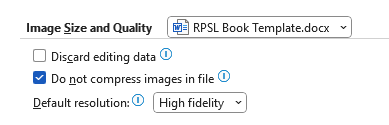 Image Size and Quality RPSL Book Template.docx
Discard editing data
Do not compress images in file
Default resolution: High fidelity